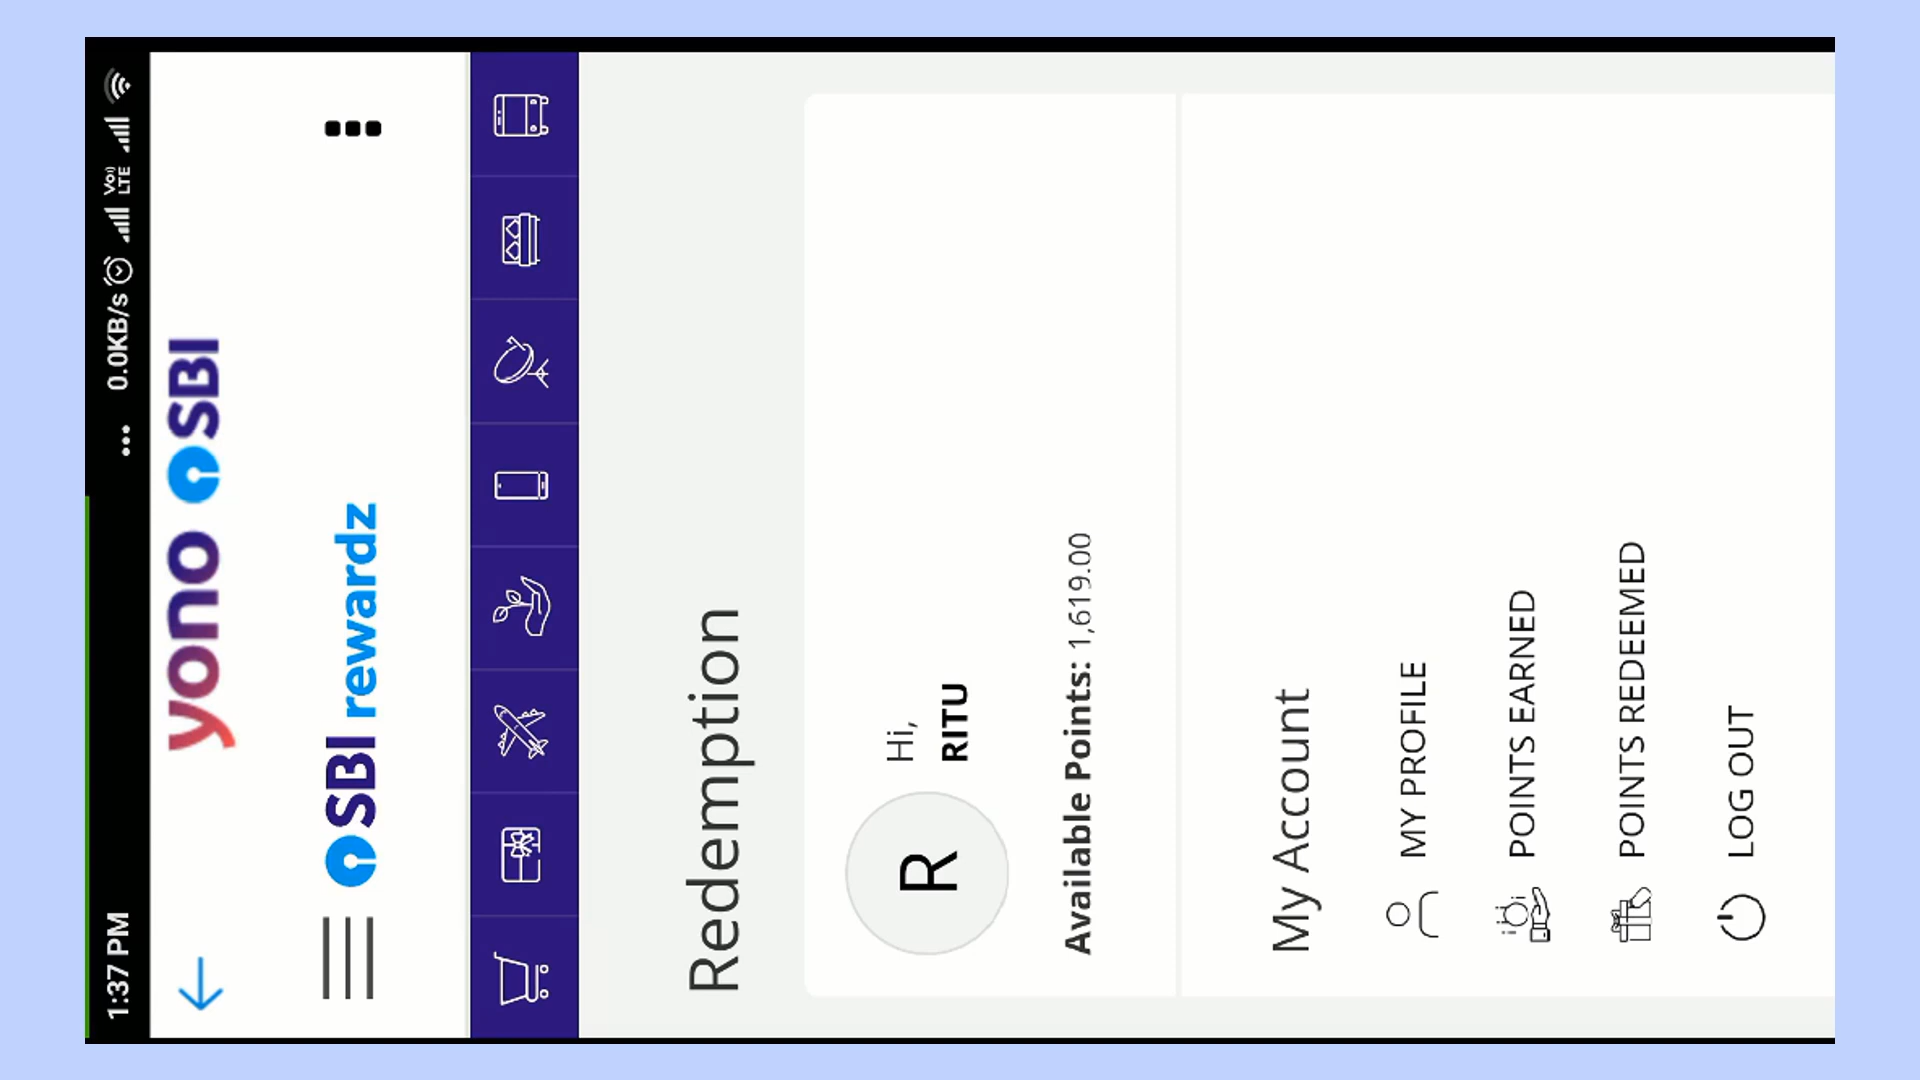 1:37 PM ... 0.0KB/s Vo)) LTE
yono SBI
SBI rewardz
Redemption
R
Hi,
RITU
Available Points: 1,619.00
My Account
MY PROFILE
POINTS EARNED
POINTS REDEEMED
LOG OUT